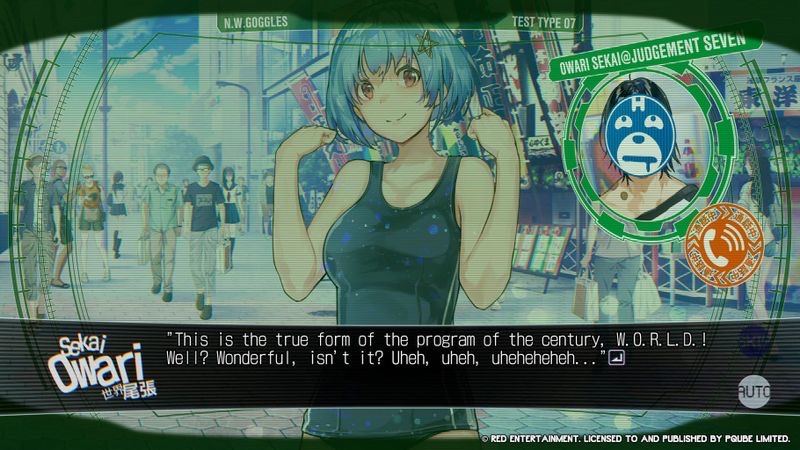 N.W.GOGGLES
TEST TYPE 07
OWARI SEKAI@JUDGEMENT SEVEN
H
東洋
Sekai
Owari
世界尾張
"This is the true form of the program of the century, W.O.R.L.D.!
Well? Wonderful, isn't it? Uheh, uheh, uheheheheh..."
AUTO
© RED ENTERTAINMENT. LICENSED TO AND PUBLISHED BY PQUBE LIMITED.